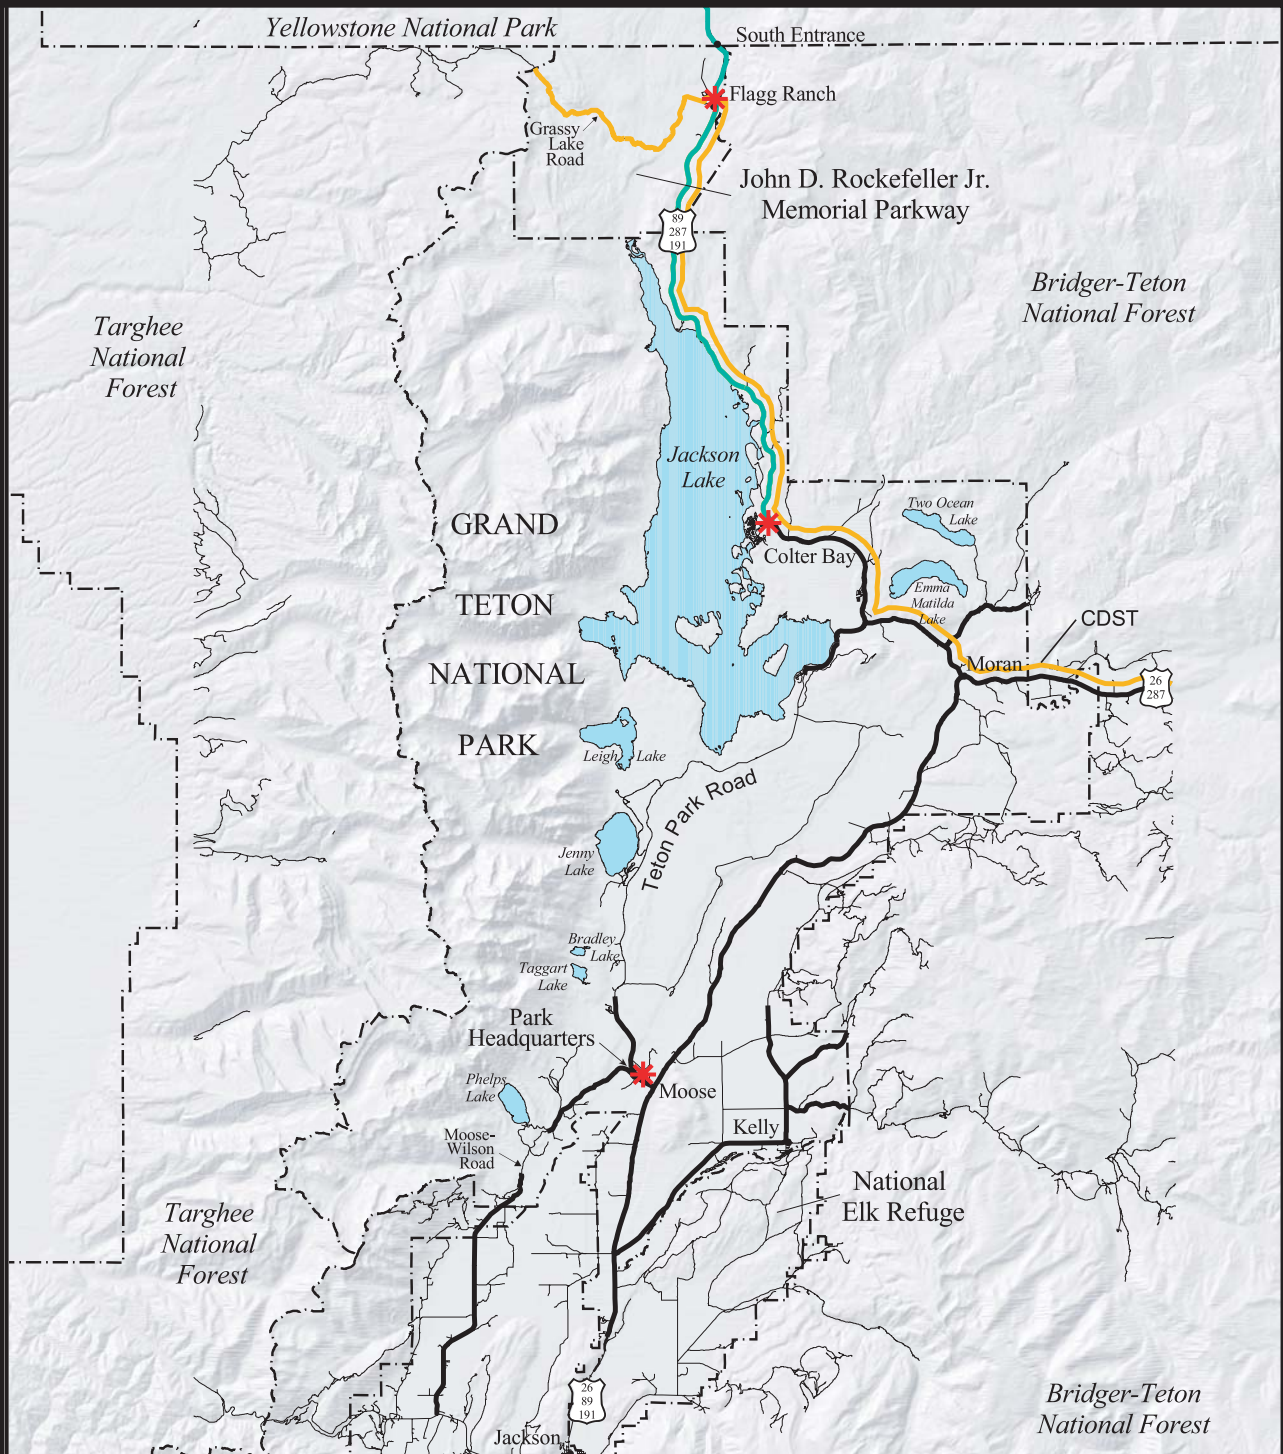 Yellowstone National Park
South Entrance
Flagg Ranch
Grassy
Lake
Road
John D. Rockefeller Jr.
Memorial Parkway
89
287
191
Bridger-Teton
National Forest
Targhee
National
Forest
Jackson
Lake
Two Ocean
Lake
GRAND
Colter Bay
Emma
Matilda
Lake
TETON
CDST
Moran
NATIONAL
26
287
PARK
Leigh Lake
Teton Park Road
Jenny
Lake
Bradley
Lake
Taggart
Lake
Park
Headquarters
Phelps
Lake
Moose
Kelly
Moose-
Wilson
Road
National
Elk Refuge
Targhee
National
Forest
26
89
191
Bridger-Teton
National Forest
Jackson